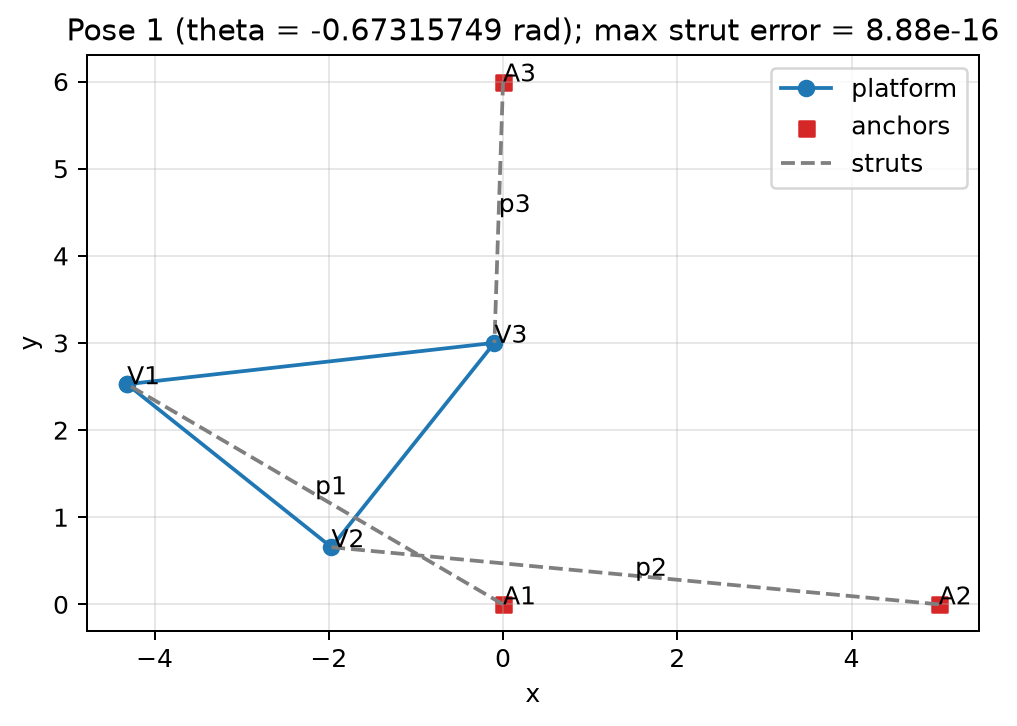 Pose 1 (theta = -0.67315749 rad); max strut error = 8.88e-16
A3
platform
anchors
struts
6
5
p3
4
y
3
V3
V1
2
p1
1
V2
p2
0
A1
A2
−4
−2
0
2
4
x